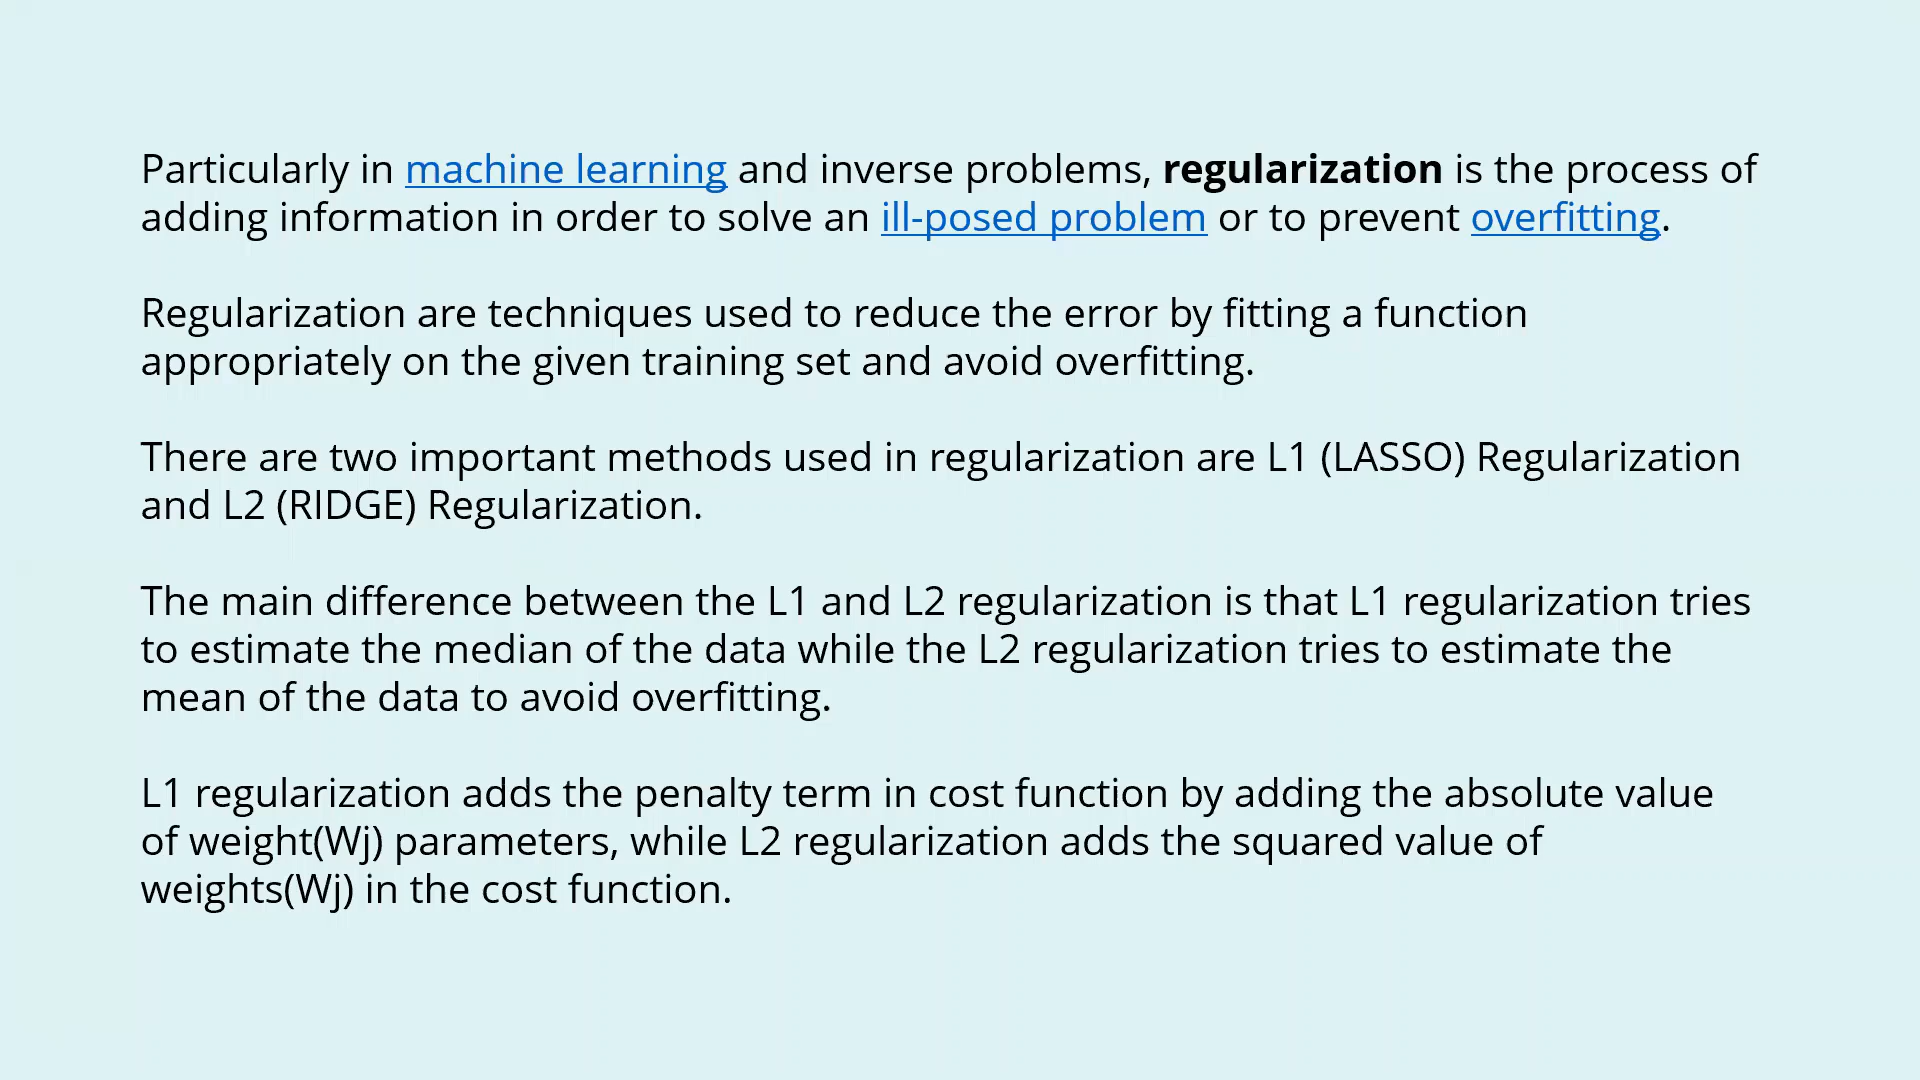 Particularly in machine learning and inverse problems, regularization is the process of
adding information in order to solve an ill-posed problem or to prevent overfitting.
Regularization are techniques used to reduce the error by fitting a function
appropriately on the given training set and avoid overfitting.
There are two important methods used in regularization are L1 (LASSO) Regularization
and L2 (RIDGE) Regularization.
The main difference between the L1 and L2 regularization is that L1 regularization tries
to estimate the median of the data while the L2 regularization tries to estimate the
mean of the data to avoid overfitting.
L1 regularization adds the penalty term in cost function by adding the absolute value
of weight(Wj) parameters, while L2 regularization adds the squared value of
weights(Wj) in the cost function.